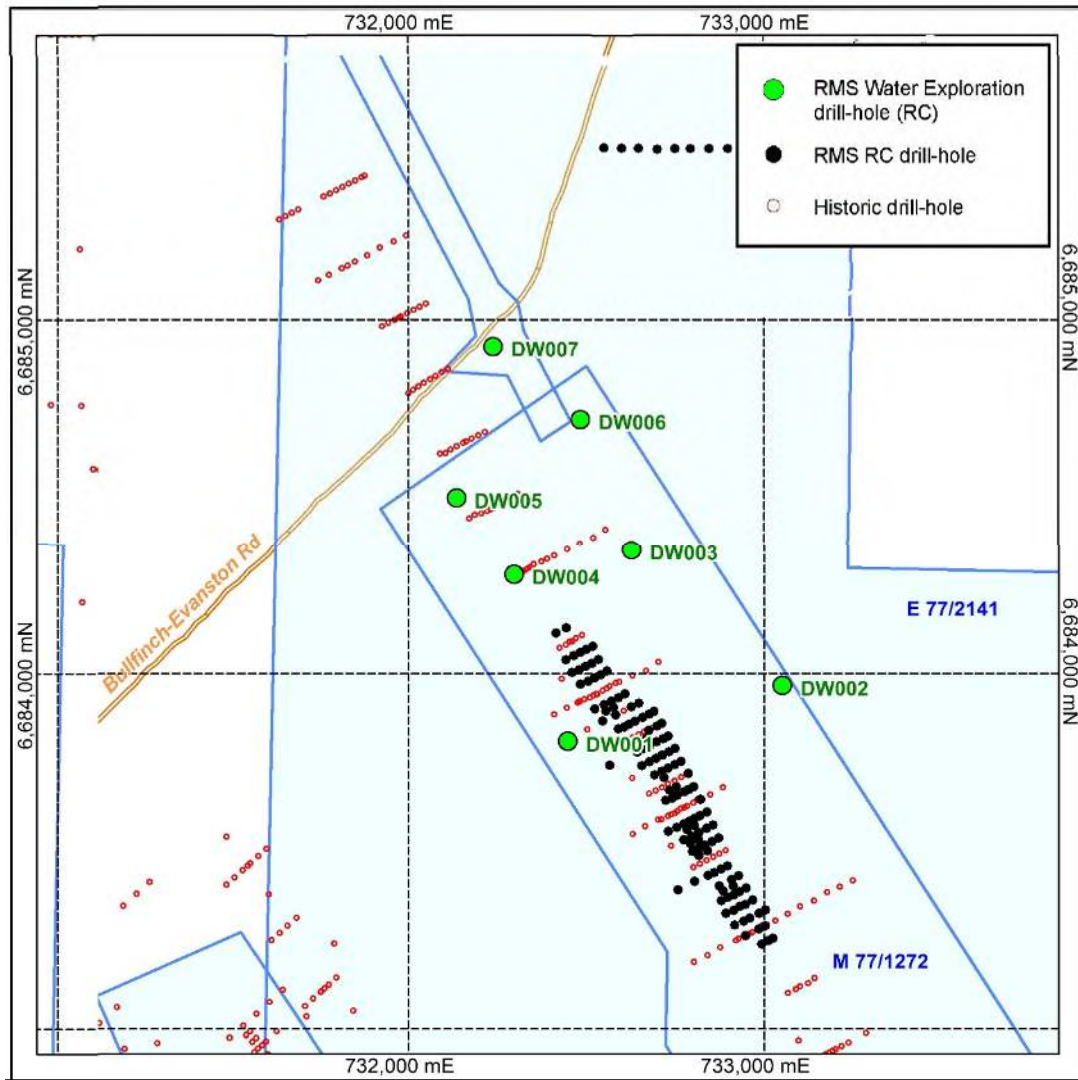 732,000 mE
733,000 mE
RMS Water Exploration
drill-hole (RC)
RMS RC drill-hole
Historic drill-hole
6,685,000 mN
6,685,000 mN
DW007
DW006
DW005
DW003
DW004
Bullfinch-Evanston Rd
E 77/2141
6,684,000 mN
6,684,000 mN
DW002
DW001
M 77/1272
732,000 mE
733,000 mE